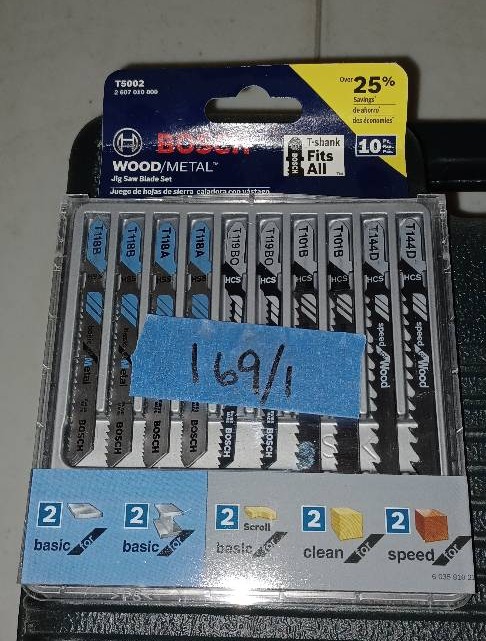 T5002
2 607 010 000
Over 25%
Savings*
de ahorro*
des économies*
BOSCH
T-shank
Fits
All
10
WOOD/METAL™
Jig Saw Blade Set
Juego de hojas de sierra caladora con vástago
T118B T118B T118A T118A T119BO T119BO T101B T101B T144D T144D
HSS HSS HCS HCS HCS HCS HCS HCS
speed for Wood speed for Wood
169/1
BOSCH BOSCH BOSCH BOSCH BOSCH BOSCH
2 2 2 Scroll 2 2
basic for basic for basic for clean for speed for